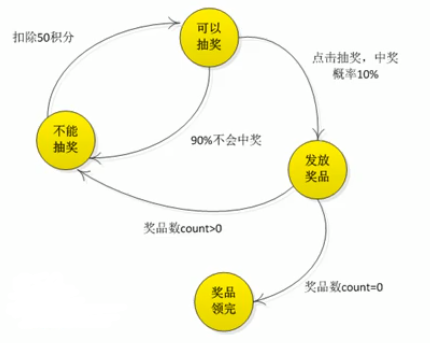 可以
抽奖
扣除50积分
点击抽奖，中奖
概率10%
不能
抽奖
90%不会中奖
发放
奖品
奖品数count>0
奖品
领完
奖品数count=0